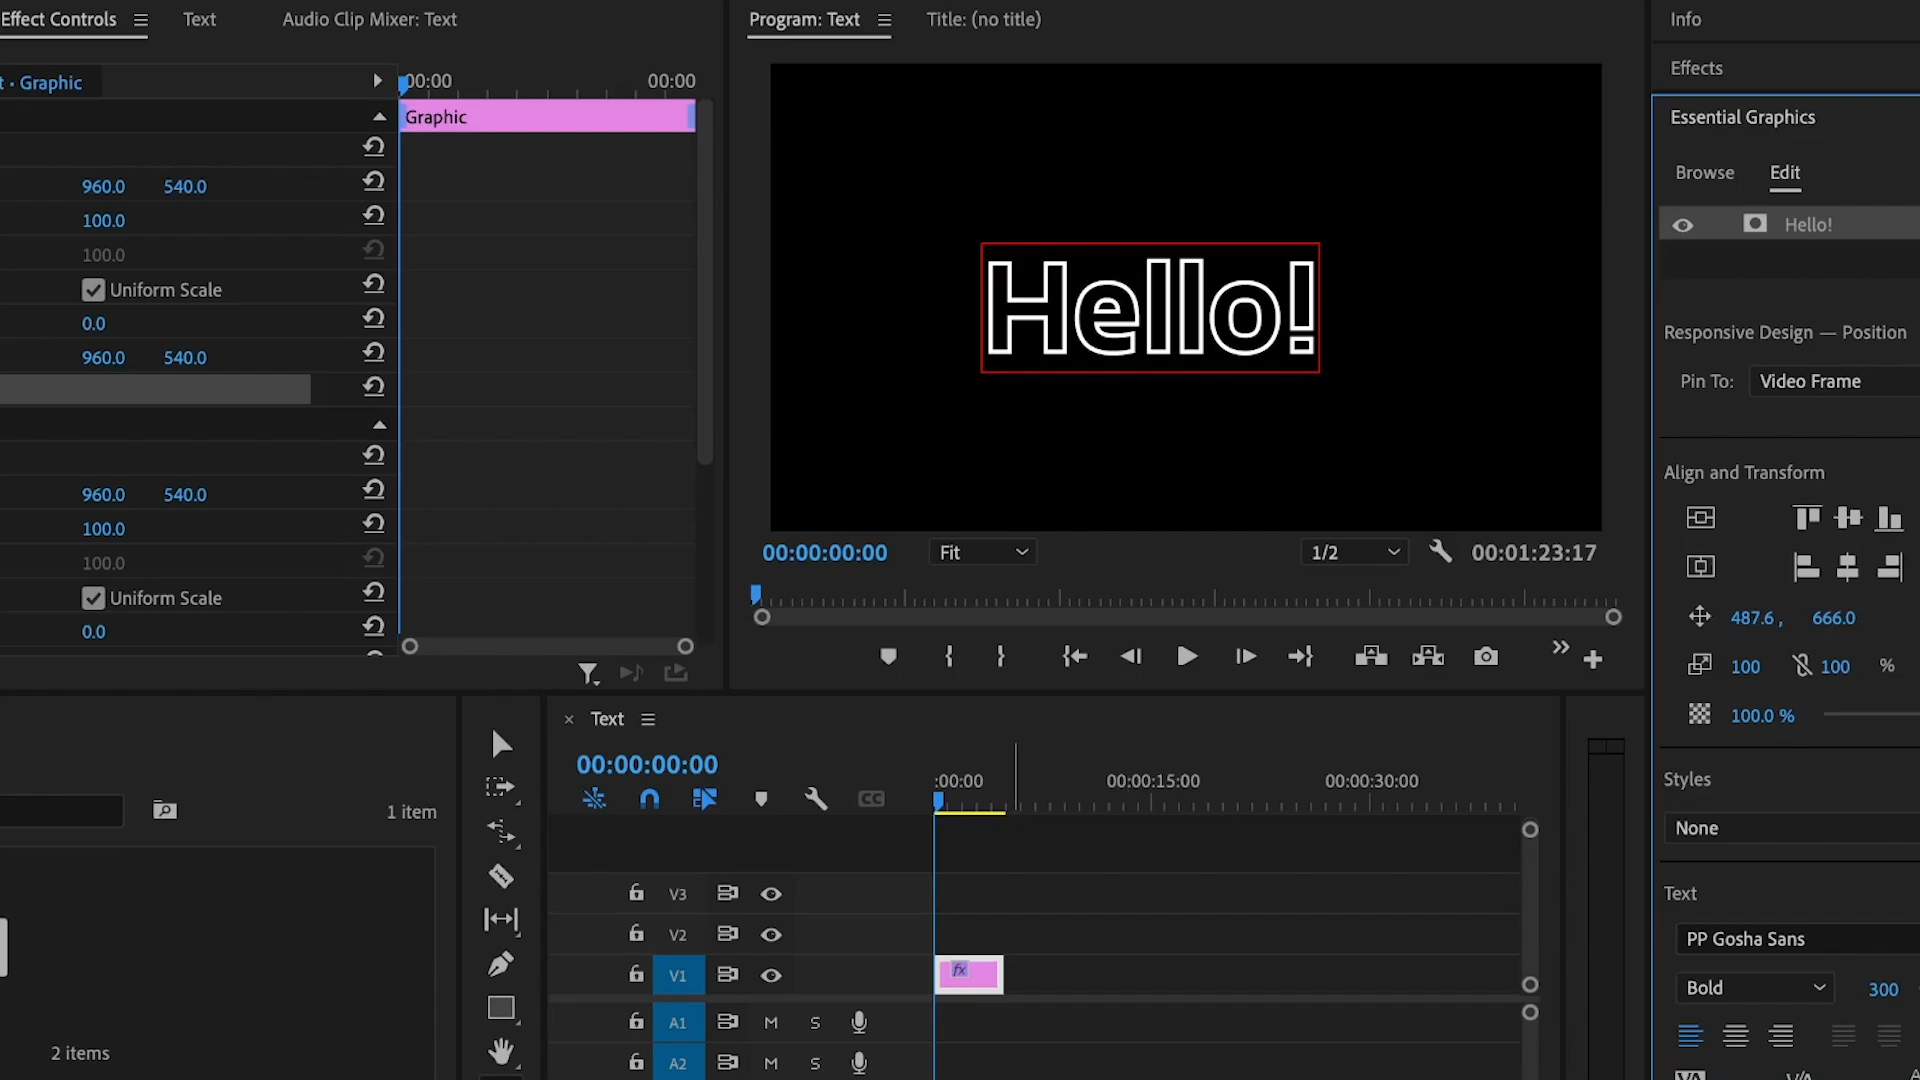 Effect Controls
Text
Audio Clip Mixer: Text
t · Graphic
:00:00
00:00
Graphic
960.0 540.0
100.0
100.0
Uniform Scale
0.0
960.0 540.0
960.0 540.0
100.0
100.0
Uniform Scale
0.0
Program: Text
Title: (no title)
Hello!
00:00:00:00
Fit
1/2
00:01:23:17
Info
Effects
Essential Graphics
Browse
Edit
Hello!
Responsive Design — Position
Pin To: Video Frame
Align and Transform
487.6 , 666.0
100 100 %
100.0 %
Styles
None
Text
PP Gosha Sans
Bold
300
1 item
2 items
× Text
00:00:00:00
CC
:00:00
00:00:15:00
00:00:30:00
V3
V2
V1
fx
A1 M S
A2 M S